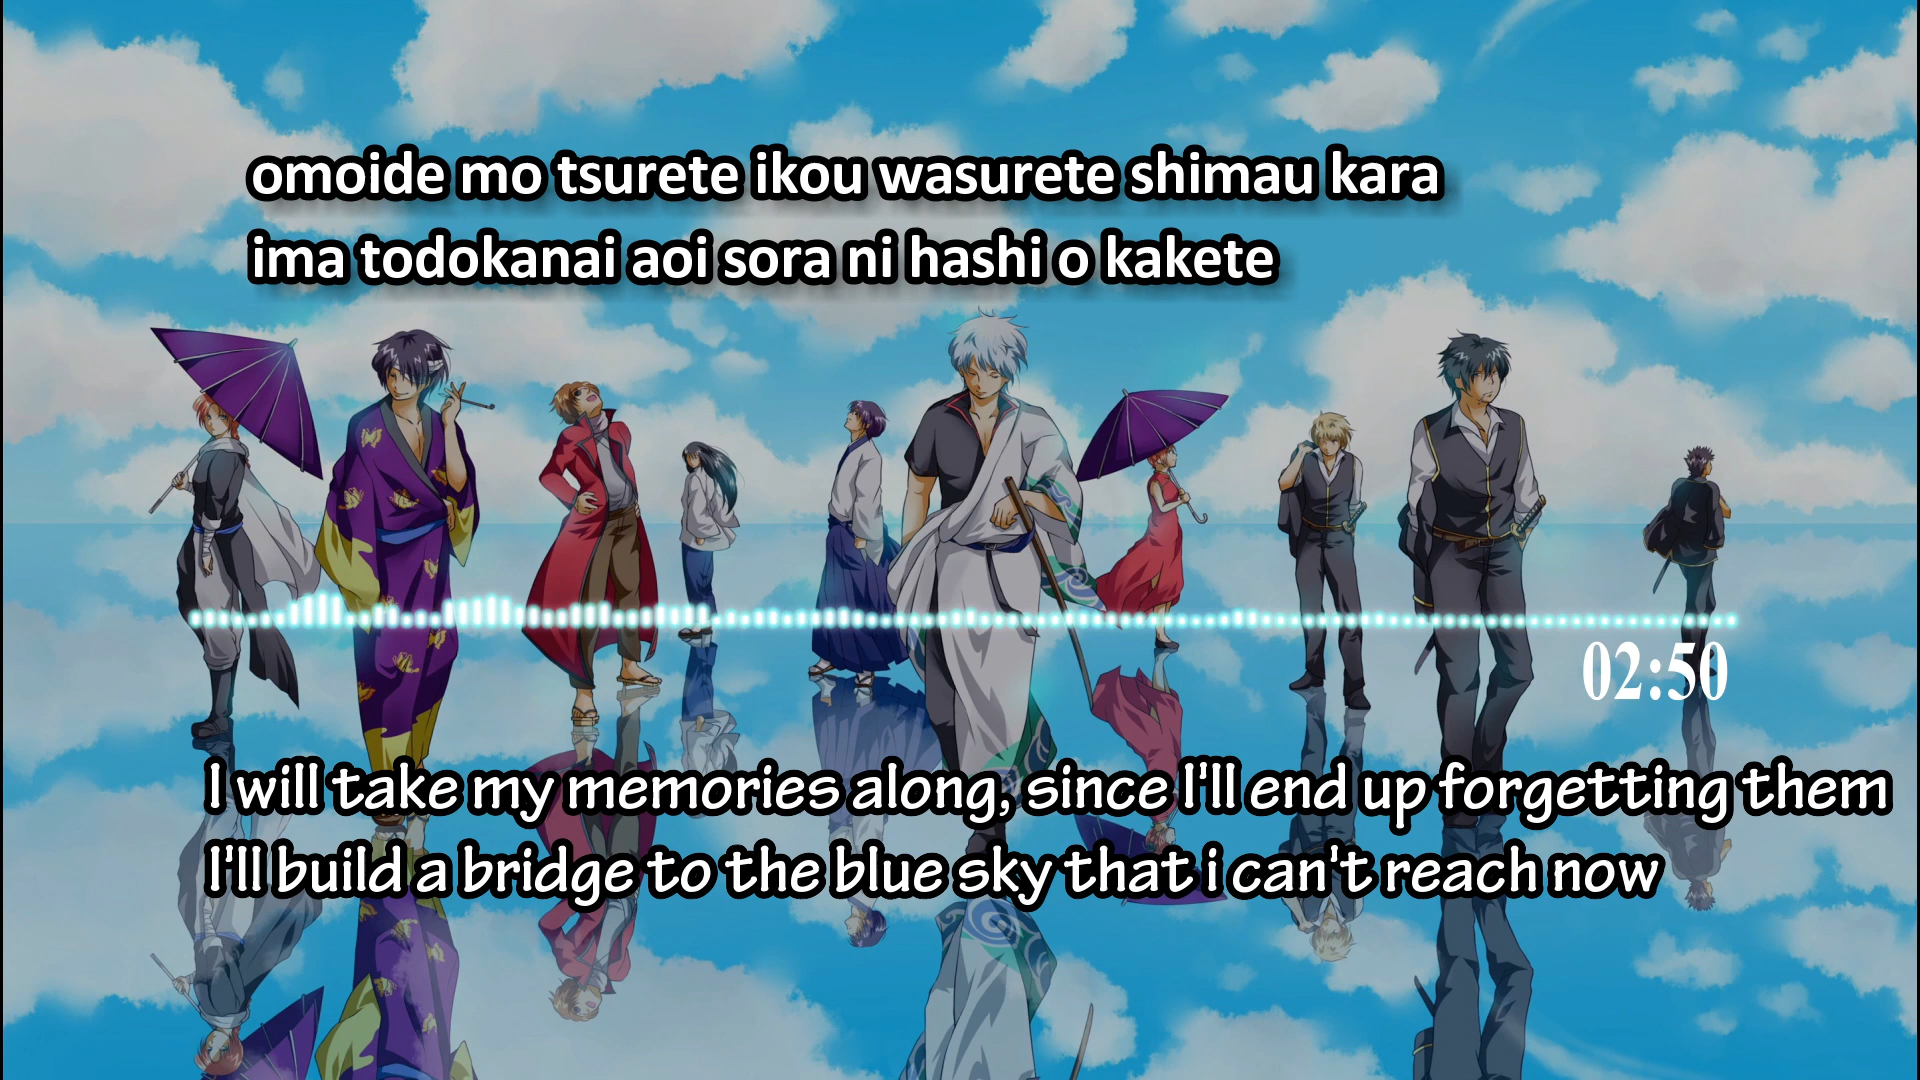 omoide mo tsurete ikou wasurete shimau kara
ima todokanai aoi sora ni hashi o kakete
02:50
I will take my memories along, since I'll end up forgetting them
I'll build a bridge to the blue sky that i can't reach now